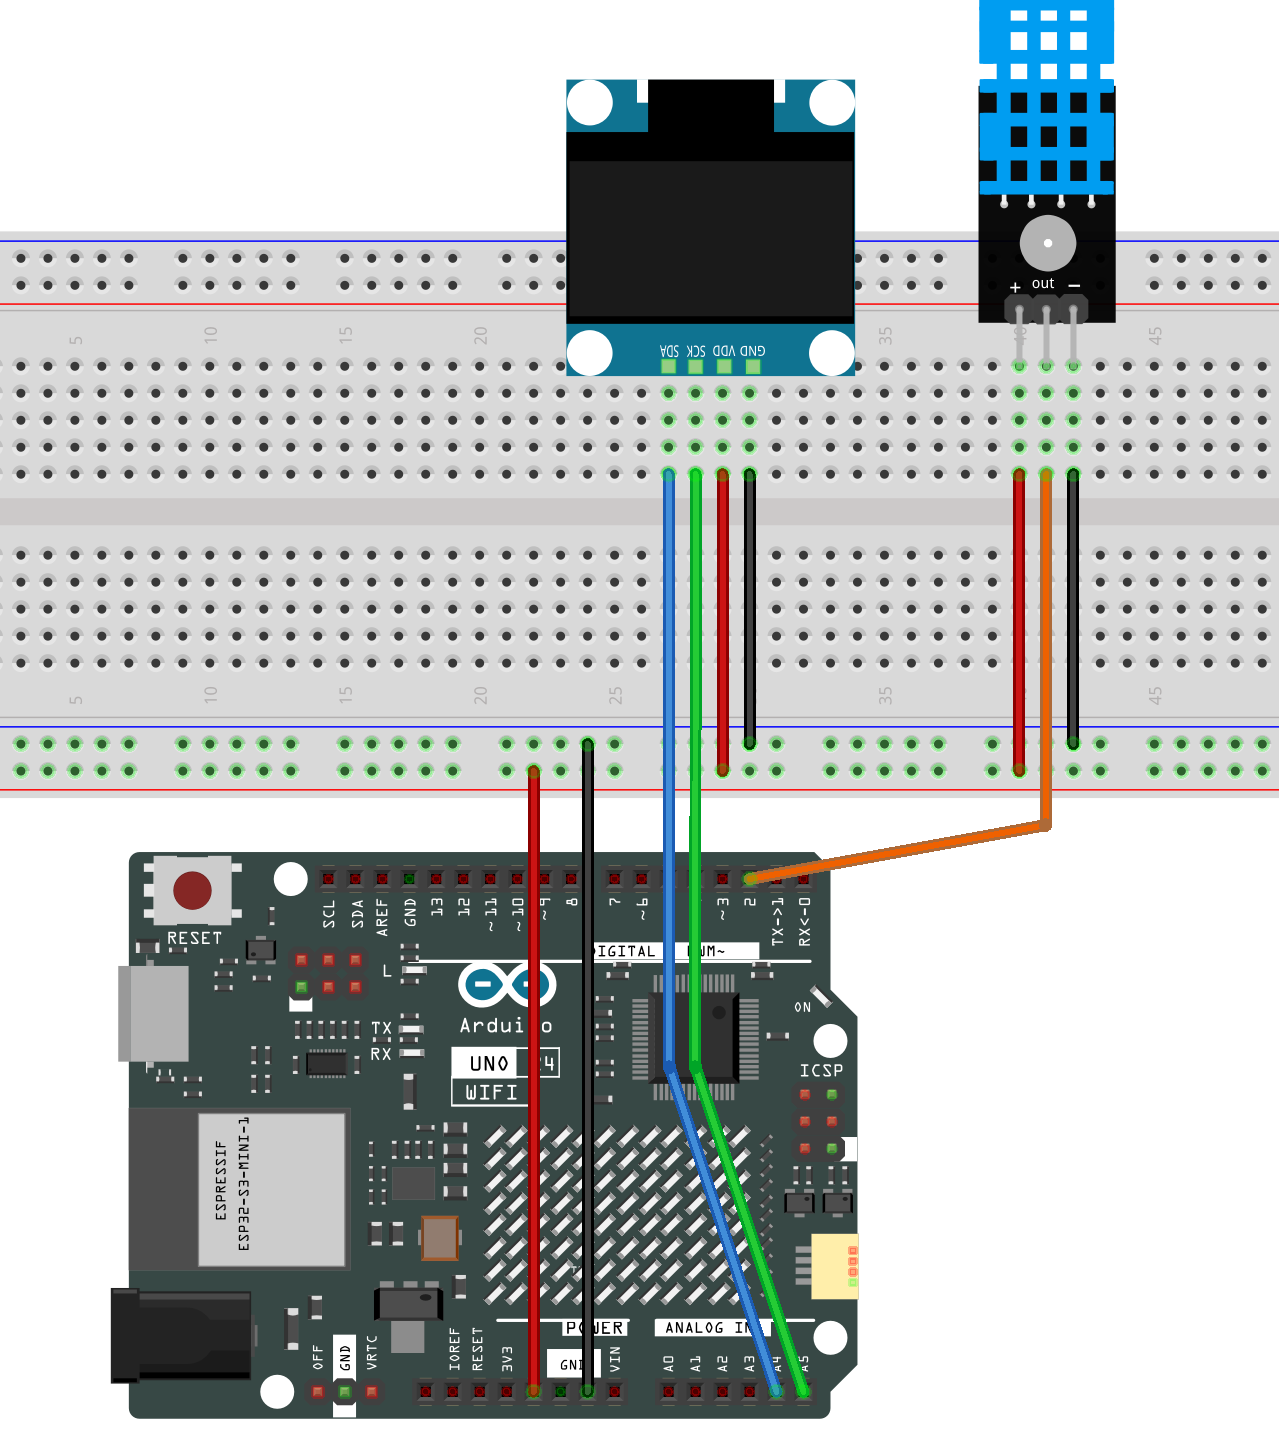 + out −
5 10 15 20 35 40 45
SDA SCK VDD GND
5 10 15 20 25 35 45
RESET
SCL SDA AREF GND 13 12 ~11 ~10 ~9 8 7 ~6 ~3 2 TX->1 RX<-0
DIGITAL WM~
L
TX
RX
ON
Arduino
UNO 24
WIFI
ICSP
ESPRESSIF
ESP32-S3-MINI-1
POWER ANALOG IN
OFF GND VRTC IOREF RESET 3V3 GND VIN A0 A1 A2 A3 A4 A5